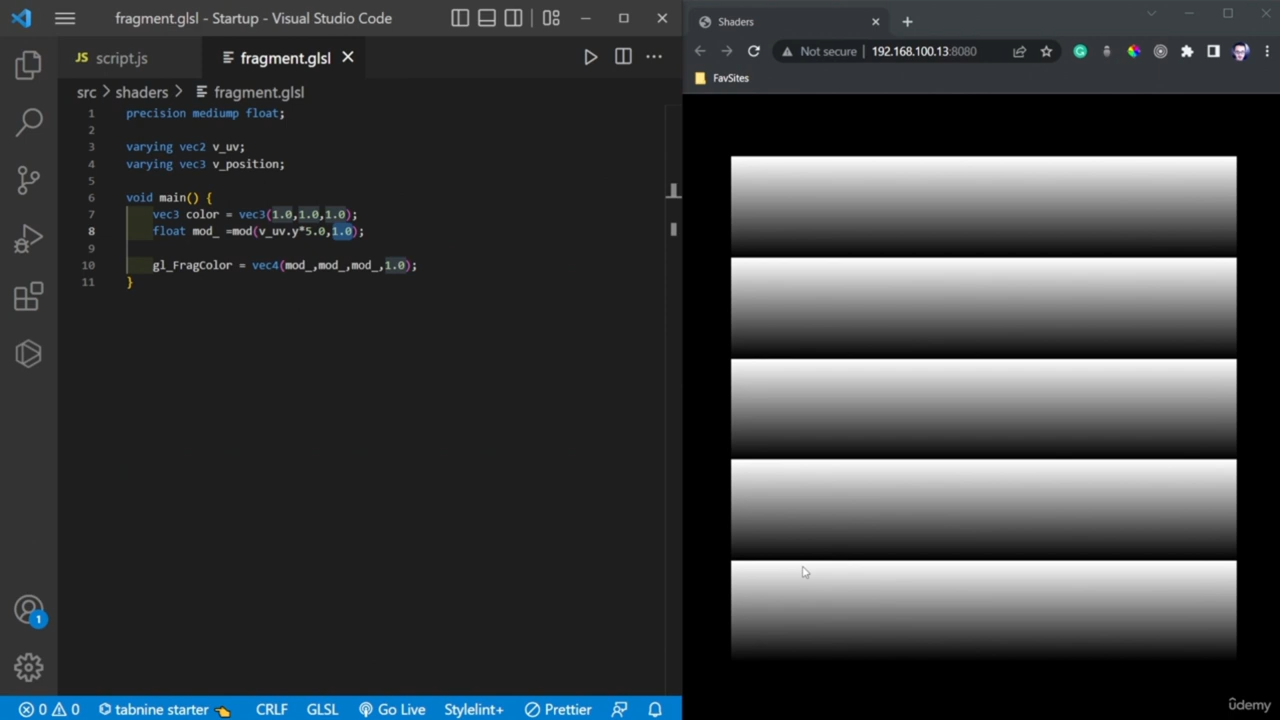 fragment.glsl - Startup - Visual Studio Code
JS script.js
fragment.glsl
src > shaders > fragment.glsl
1 precision mediump float;
2
3 varying vec2 v_uv;
4 varying vec3 v_position;
5
6 void main() {
7 vec3 color = vec3(1.0,1.0,1.0);
8 float mod_ =mod(v_uv.y*5.0,1.0);
9
10 gl_FragColor = vec4(mod_,mod_,mod_,1.0);
11 }
1
0 0 tabnine starter CRLF GLSL Go Live Stylelint+ Prettier
Shaders
Not secure | 192.168.100.13:8080
FavSites
ûdemy